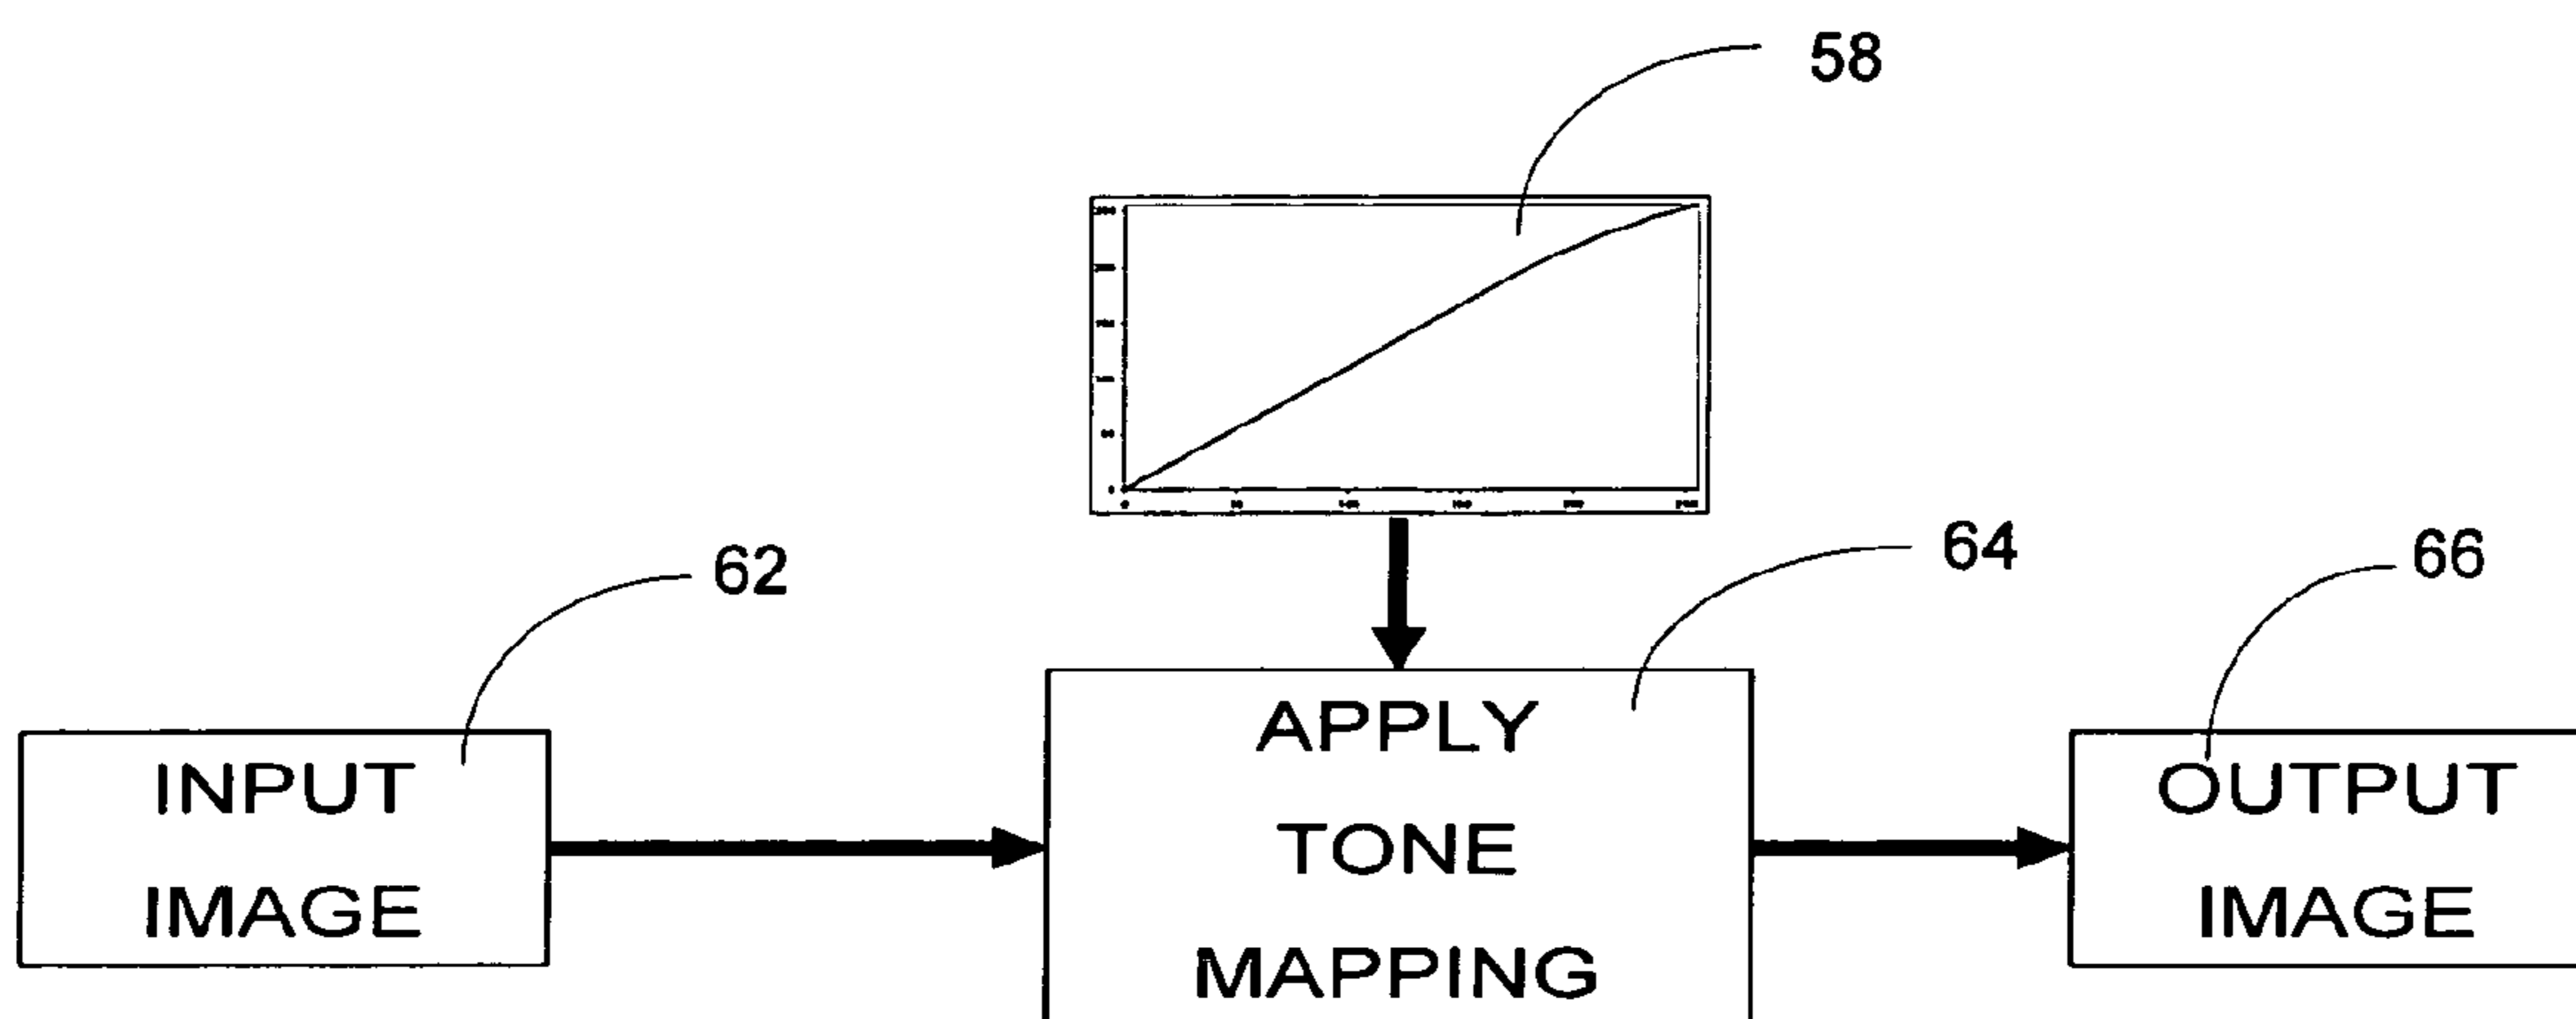 58
62
64
66
INPUT
IMAGE
APPLY
TONE
MAPPING
OUTPUT
IMAGE